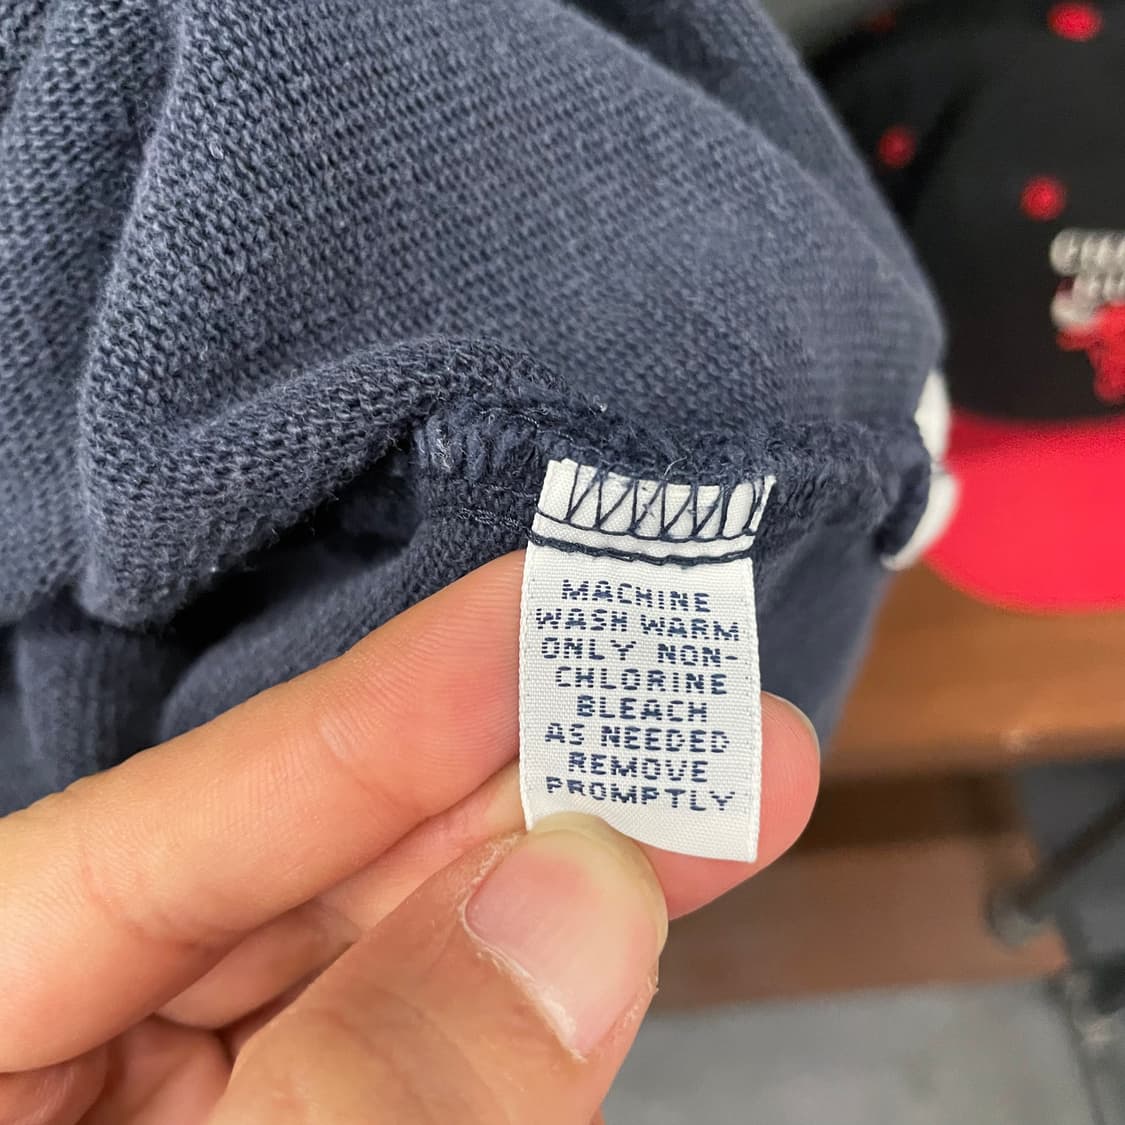 MACHINE
WASH WARM
ONLY NON-
CHLORINE
BLEACH
AS NEEDED
REMOVE
PROMPTLY